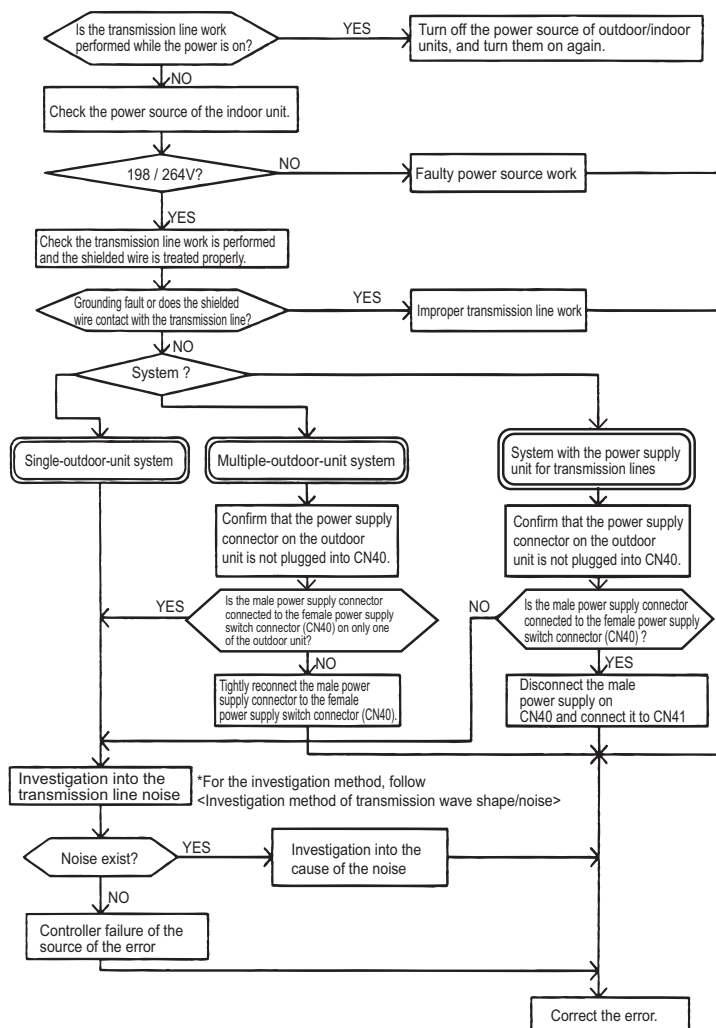 Is the transmission line work
performed while the power is on?
YES
Turn off the power source of outdoor/indoor
units, and turn them on again.
NO
Check the power source of the indoor unit.
198 / 264V?
NO
Faulty power source work
YES
Check the transmission line work is performed
and the shielded wire is treated properly.
Grounding fault or does the shielded
wire contact with the transmission line?
YES
Improper transmission line work
NO
System ?
Single-outdoor-unit system
Multiple-outdoor-unit system
System with the power supply
unit for transmission lines
Confirm that the power supply
connector on the outdoor
unit is not plugged into CN40.
Confirm that the power supply
connector on the outdoor
unit is not plugged into CN40.
YES
Is the male power supply connector
connected to the female power supply
switch connector (CN40) on only one
of the outdoor unit?
NO
Is the male power supply connector
connected to the female power supply
switch connector (CN40) ?
NO
YES
Tightly reconnect the male power
supply connector to the female
power supply switch connector (CN40).
Disconnect the male
power supply on
CN40 and connect it to CN41
Investigation into the
transmission line noise
*For the investigation method, follow
<Investigation method of transmission wave shape/noise>
Noise exist?
YES
Investigation into the
cause of the noise
NO
Controller failure of the
source of the error
Correct the error.